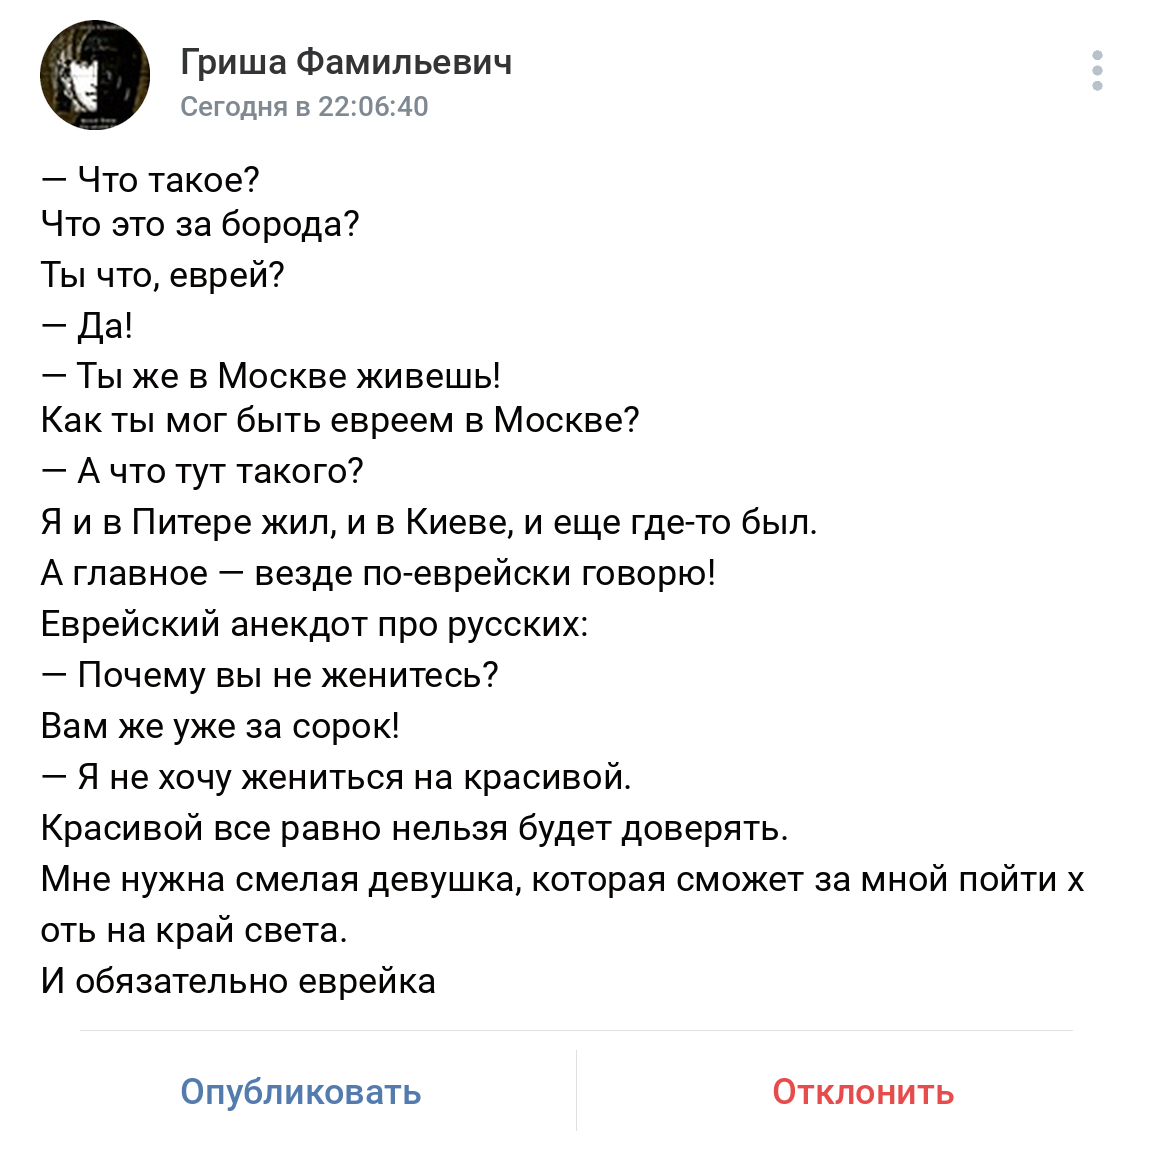 Гриша Фамильевич
Сегодня в 22:06:40
— Что такое?
Что это за борода?
Ты что, еврей?
— Да!
— Ты же в Москве живешь!
Как ты мог быть евреем в Москве?
— А что тут такого?
Я и в Питере жил, и в Киеве, и еще где-то был.
А главное — везде по-еврейски говорю!
Еврейский анекдот про русских:
— Почему вы не женитесь?
Вам же уже за сорок!
— Я не хочу жениться на красивой.
Красивой все равно нельзя будет доверять.
Мне нужна смелая девушка, которая сможет за мной пойти х
оть на край света.
И обязательно еврейка
Опубликовать
Отклонить